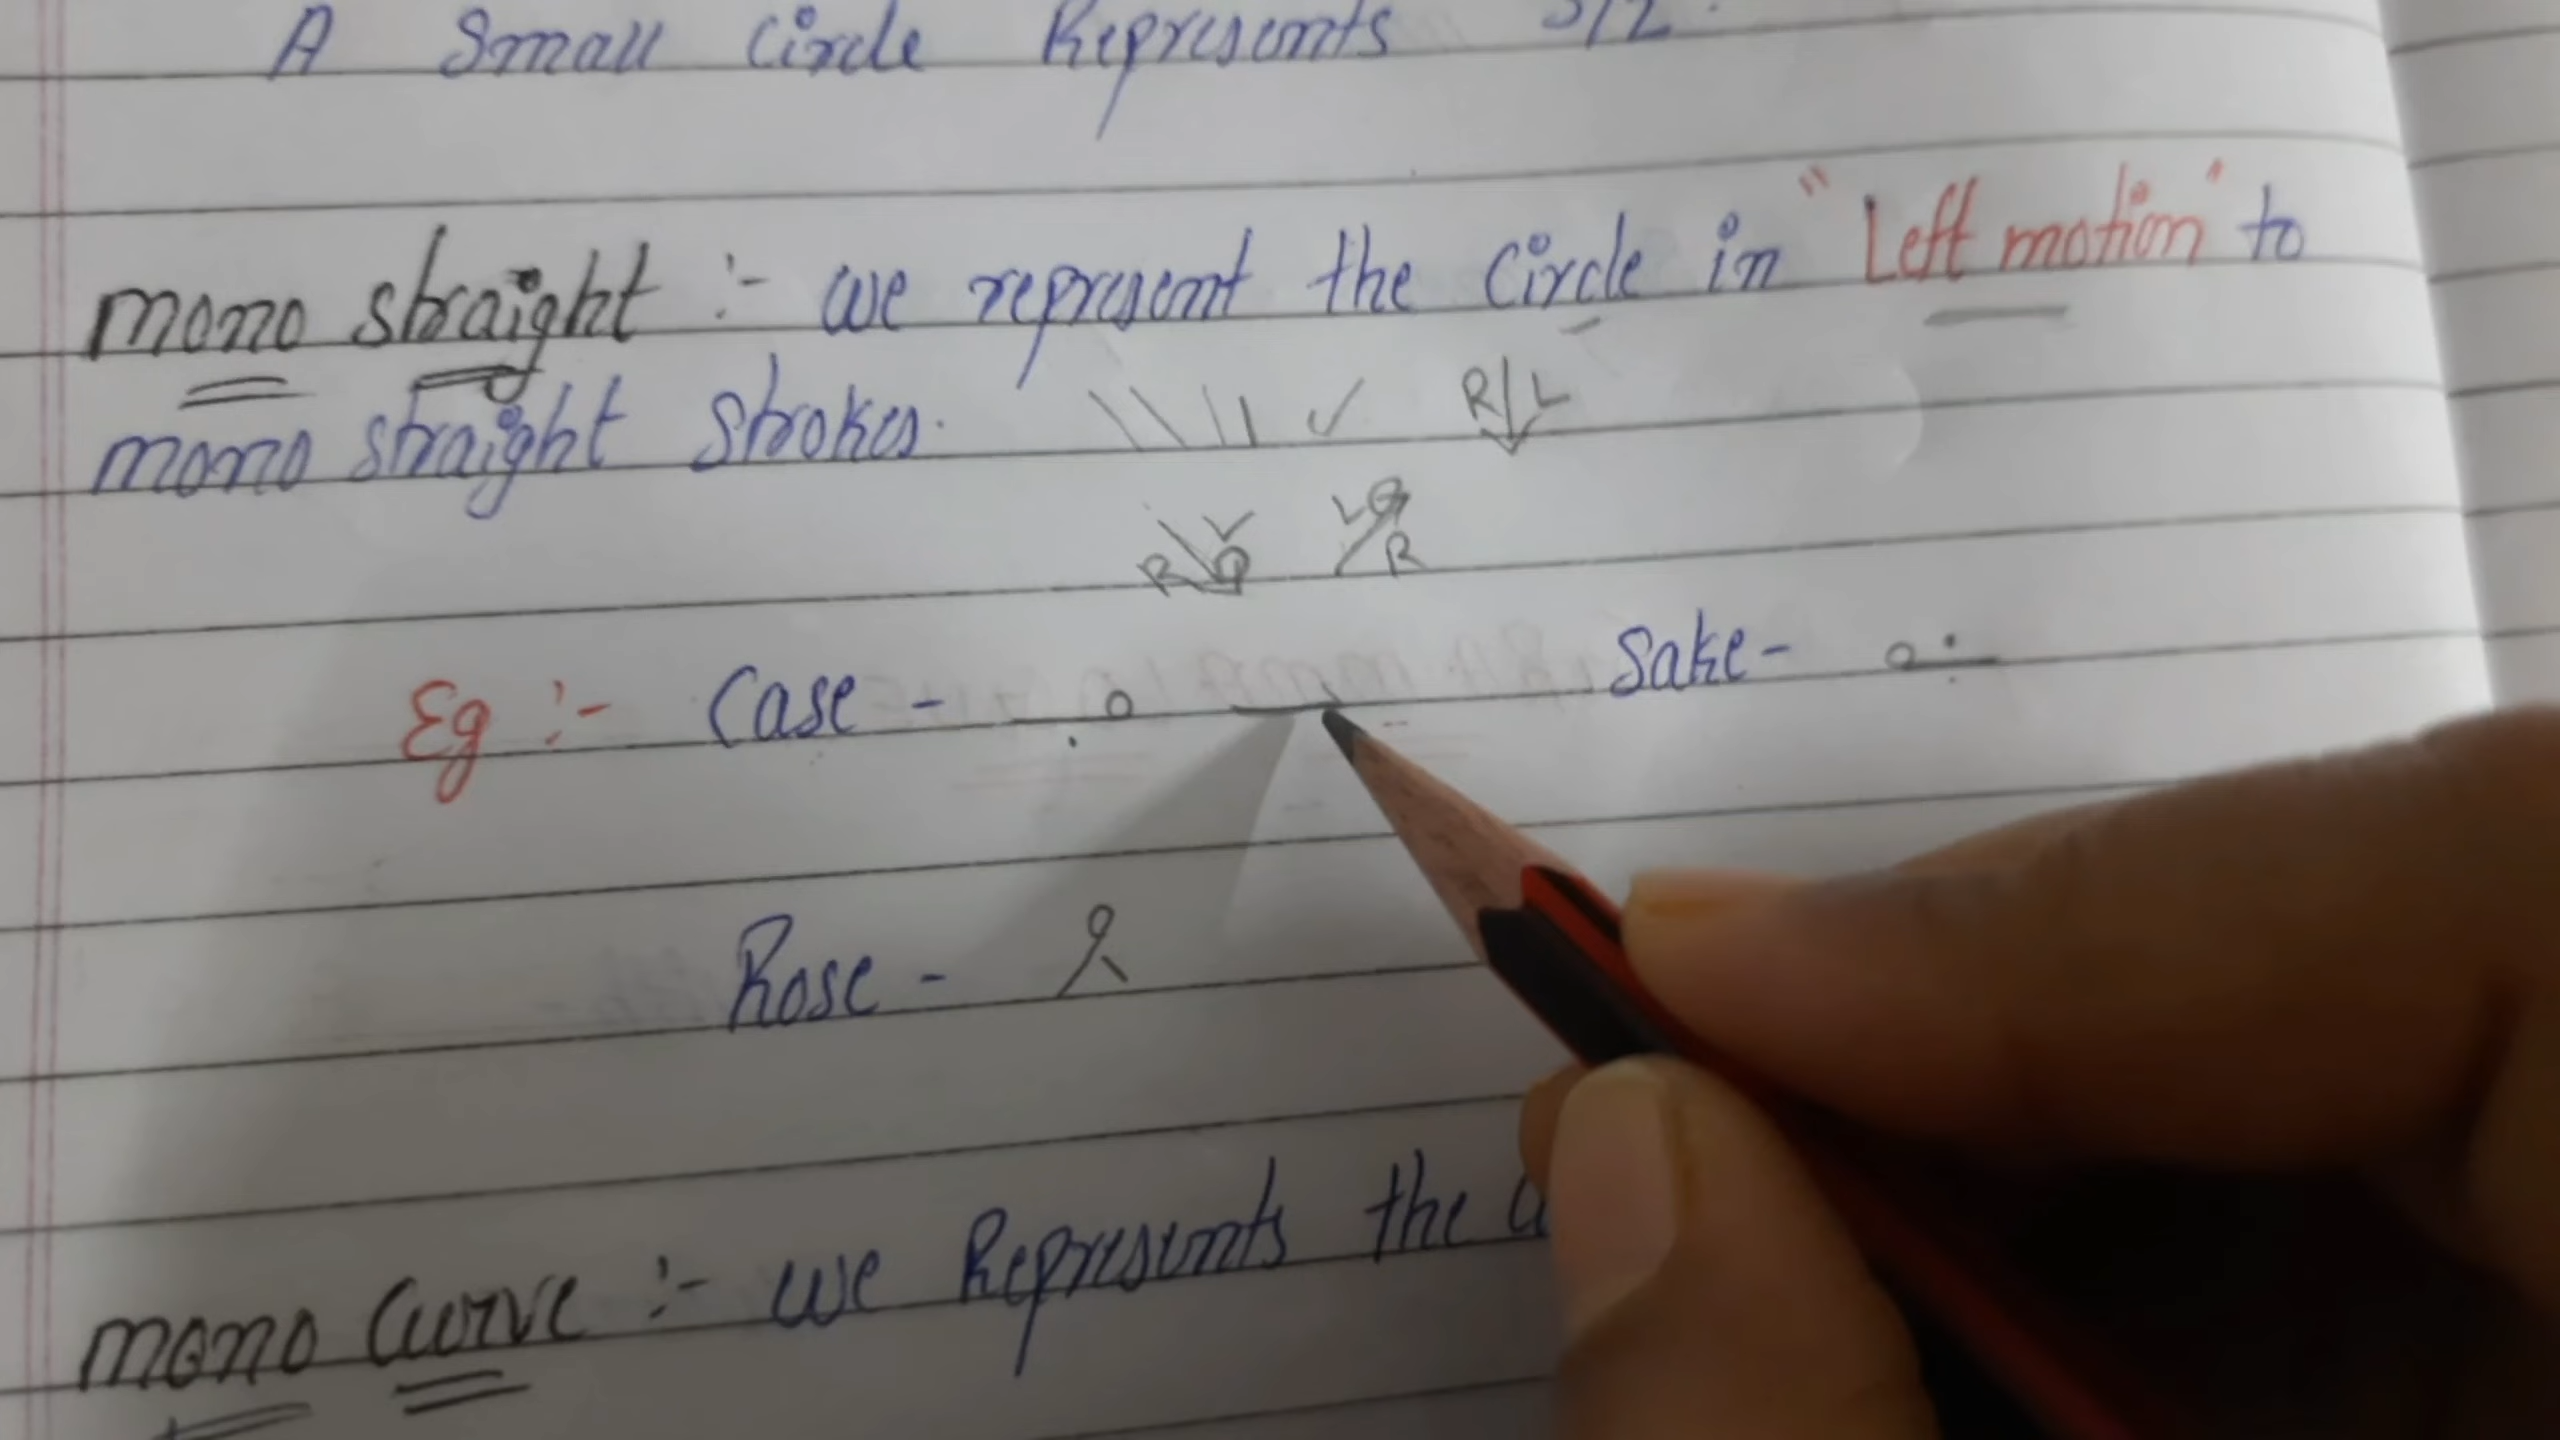 A Small Circle Represents S/Z.
mono straight :- we represent the Circle in "Left motion" to
mono straight strokes. R L
R L L R
Eg :- Case - Sake -
Rose -
mono Curve :- we Represents the